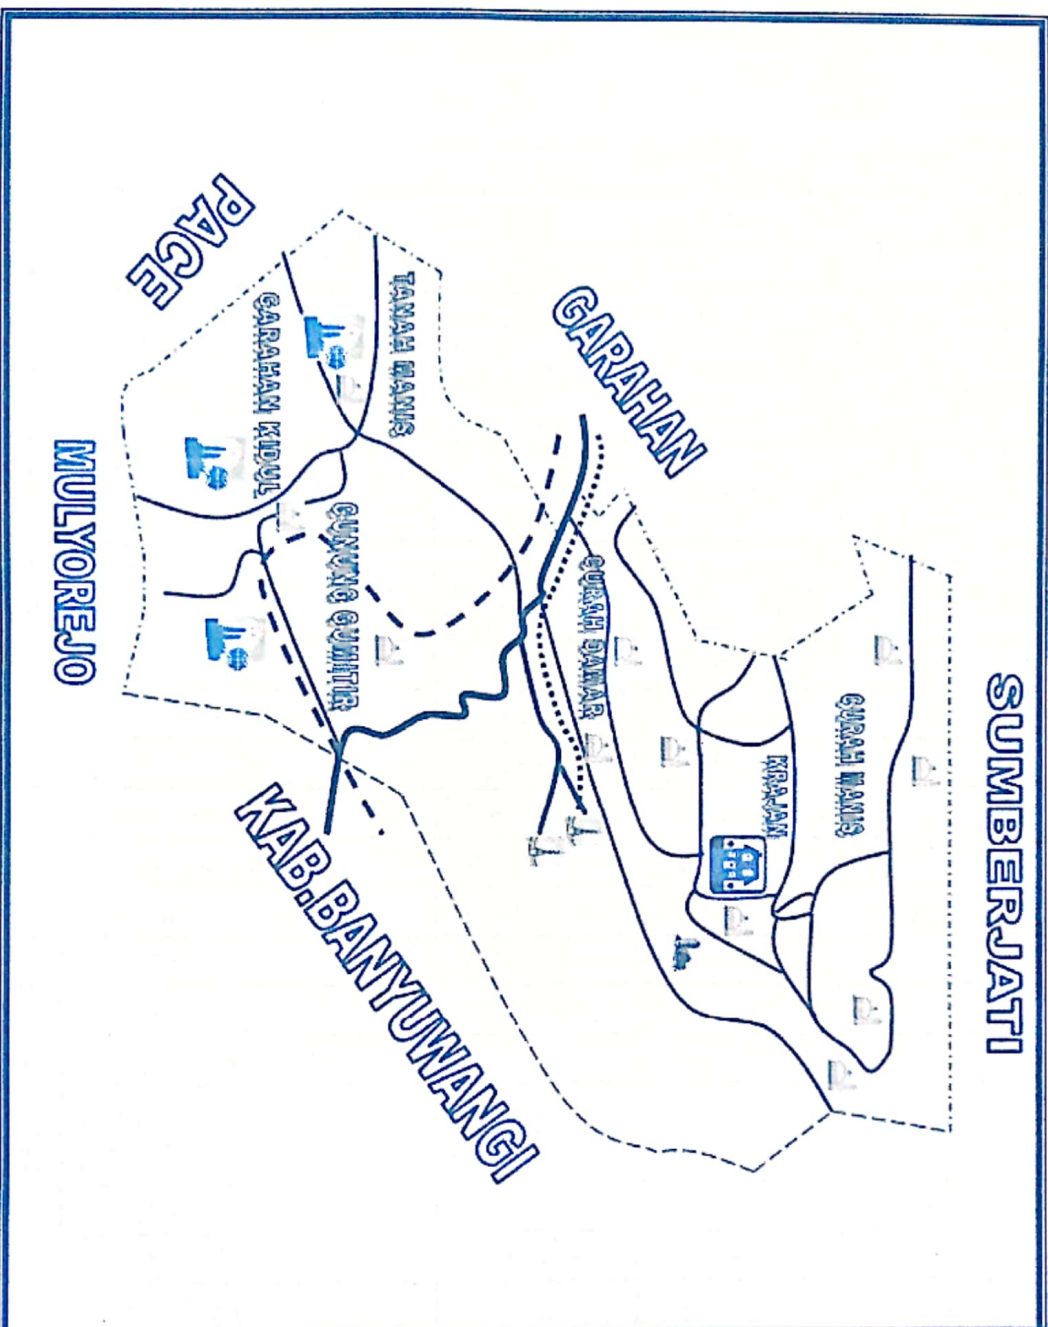 SUMBERJATI
GARAHAN
CURAH MANIS
KRAJAN
CURAH DAMAR
PACE
TANAH MANIS
GARAHAN KIDUL
GUNUNG GUMITIR
KAB.BANYUWANGI
MULYOREJO